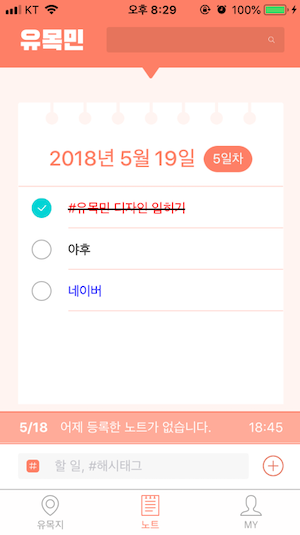 KT 오후 8:29 100%
유목민
2018년 5월 19일 5일차
#유목민 디자인 입히기
야후
네이버
5/18 어제 등록한 노트가 없습니다. 18:45
# 할 일, #해시태그
유목지 노트 MY